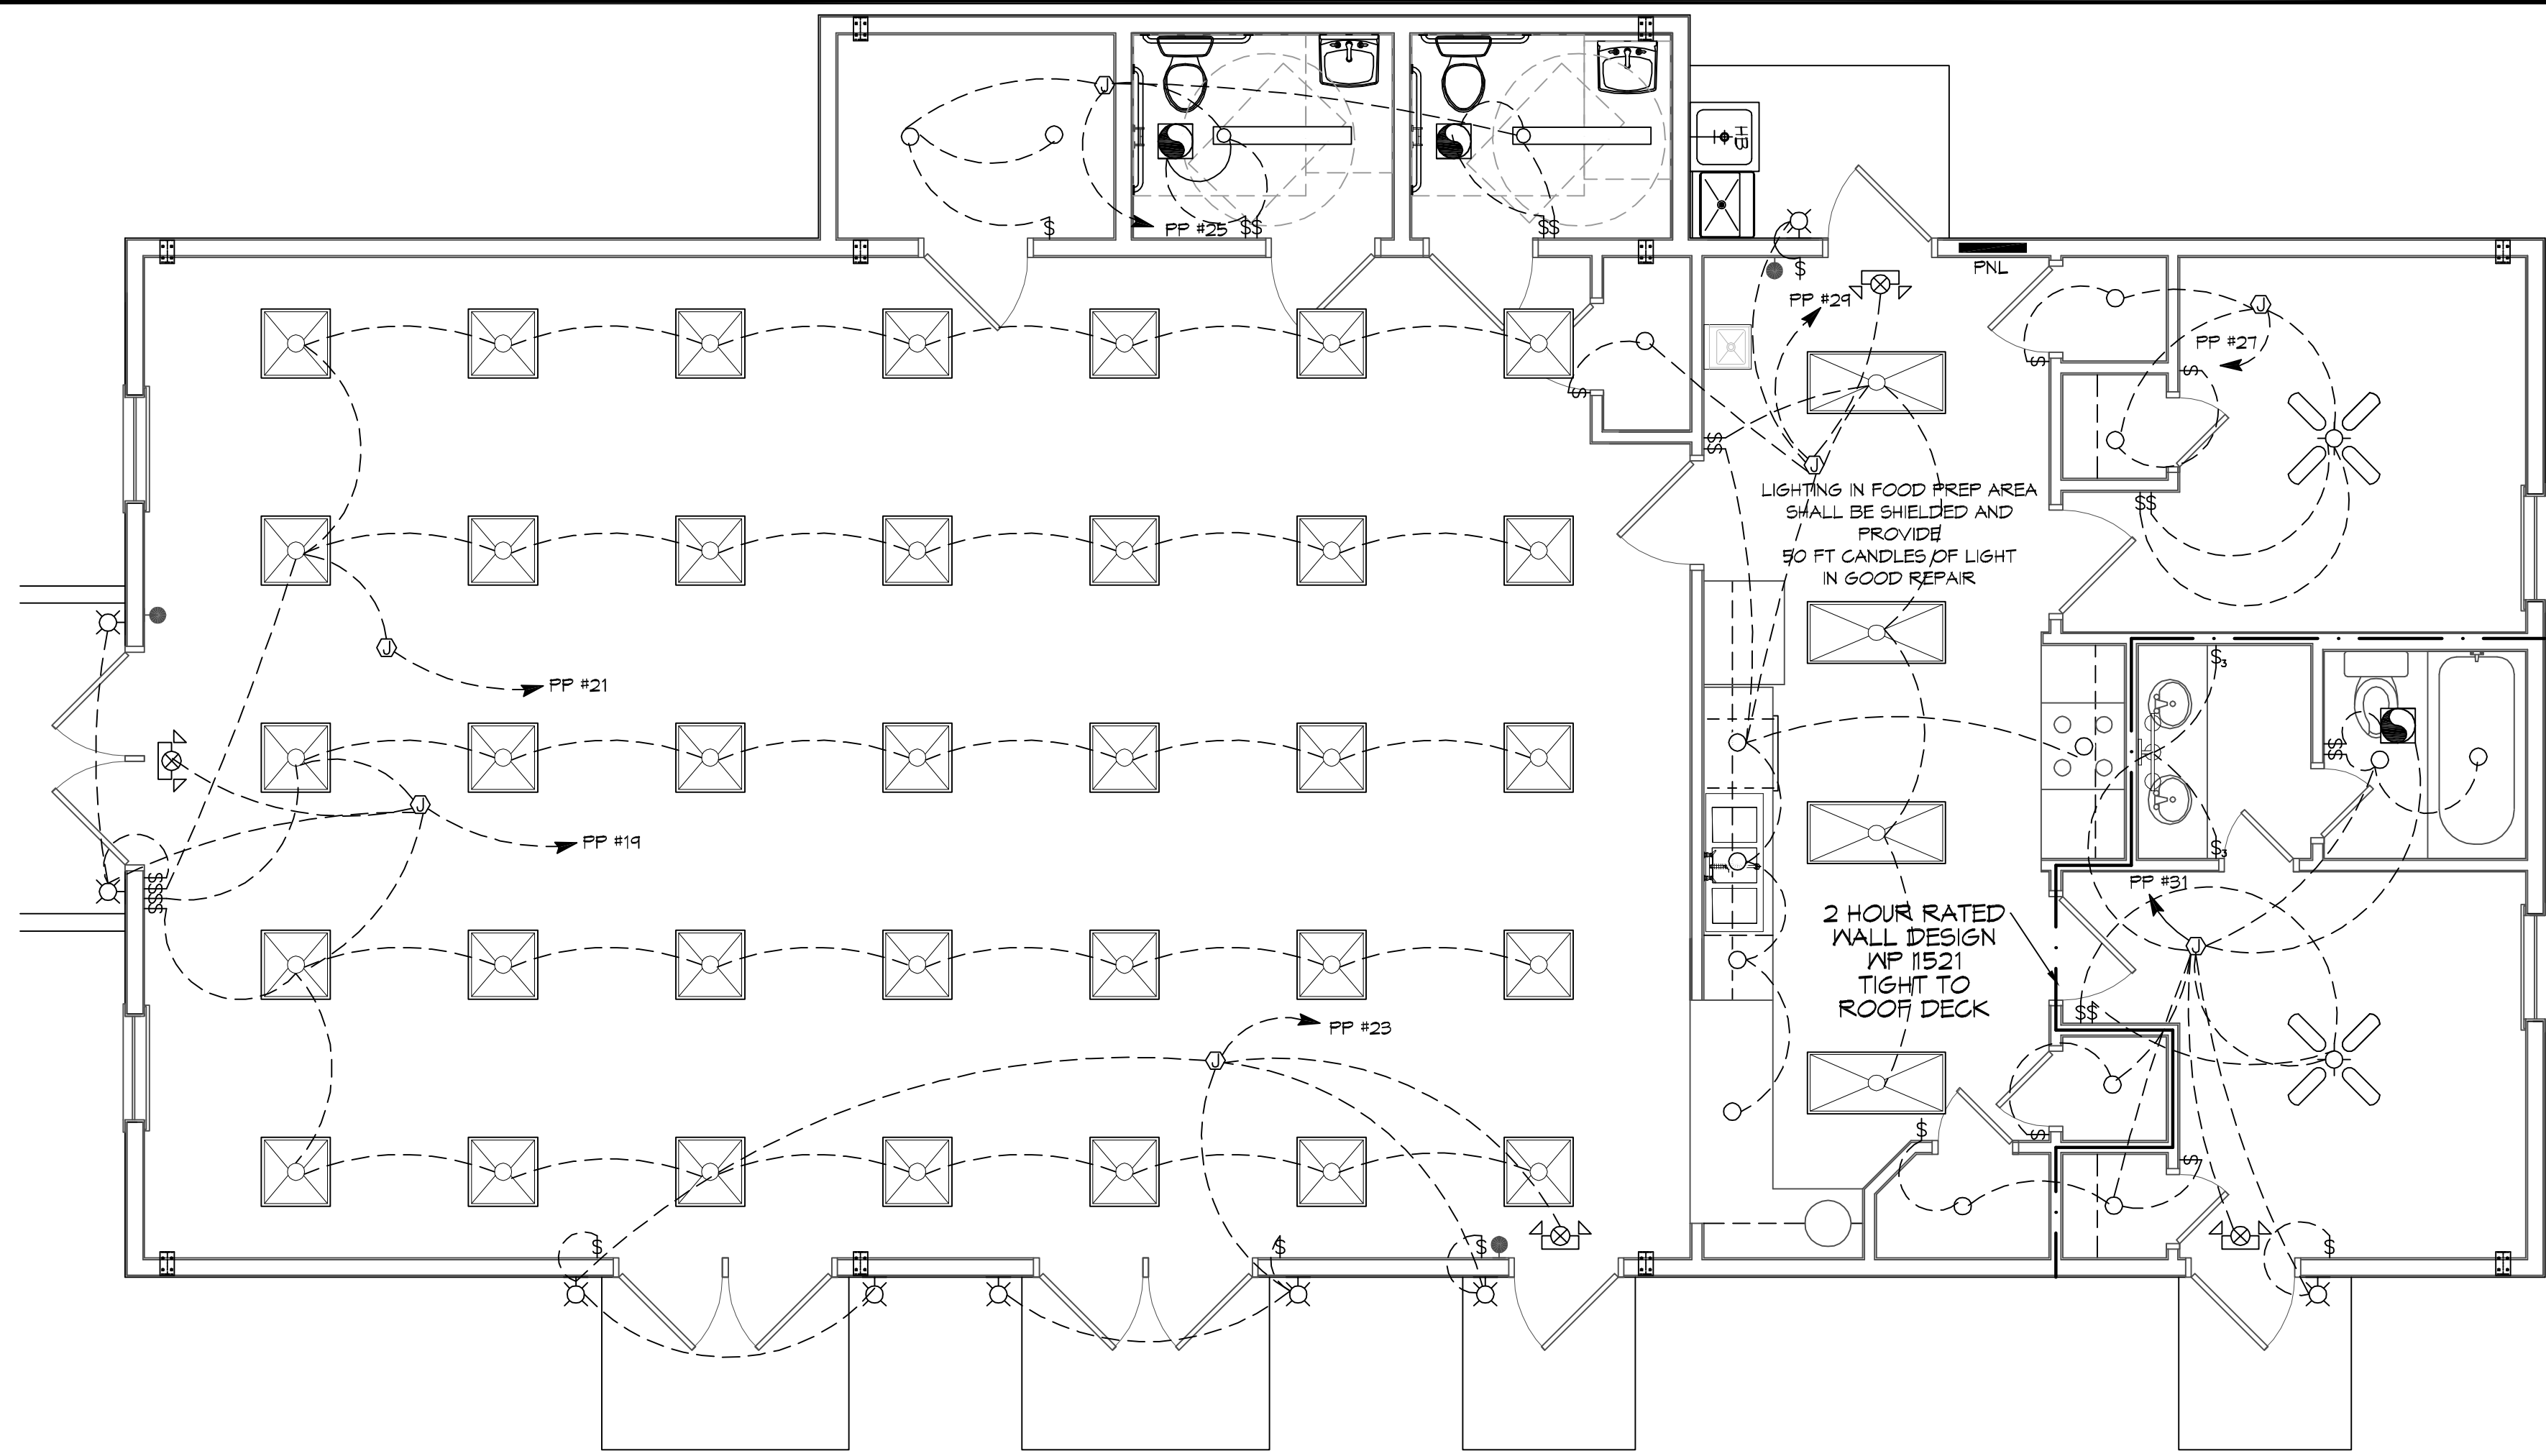 J
J
HB
PP #25
$$
$$
$
$
PNL
PP #29
J
PP #27
$
$
$
$$
J
LIGHTING IN FOOD PREP AREA
SHALL BE SHIELDED AND
PROVIDE
50 FT CANDLES OF LIGHT
IN GOOD REPAIR
$$
J
PP #21
$3
$$
J
PP #19
$3
$$$
PP #31
2 HOUR RATED
WALL DESIGN
WP 1521
TIGHT TO
ROOF DECK
J
$$
PP #23
J
$
$
$
$
$
$
$